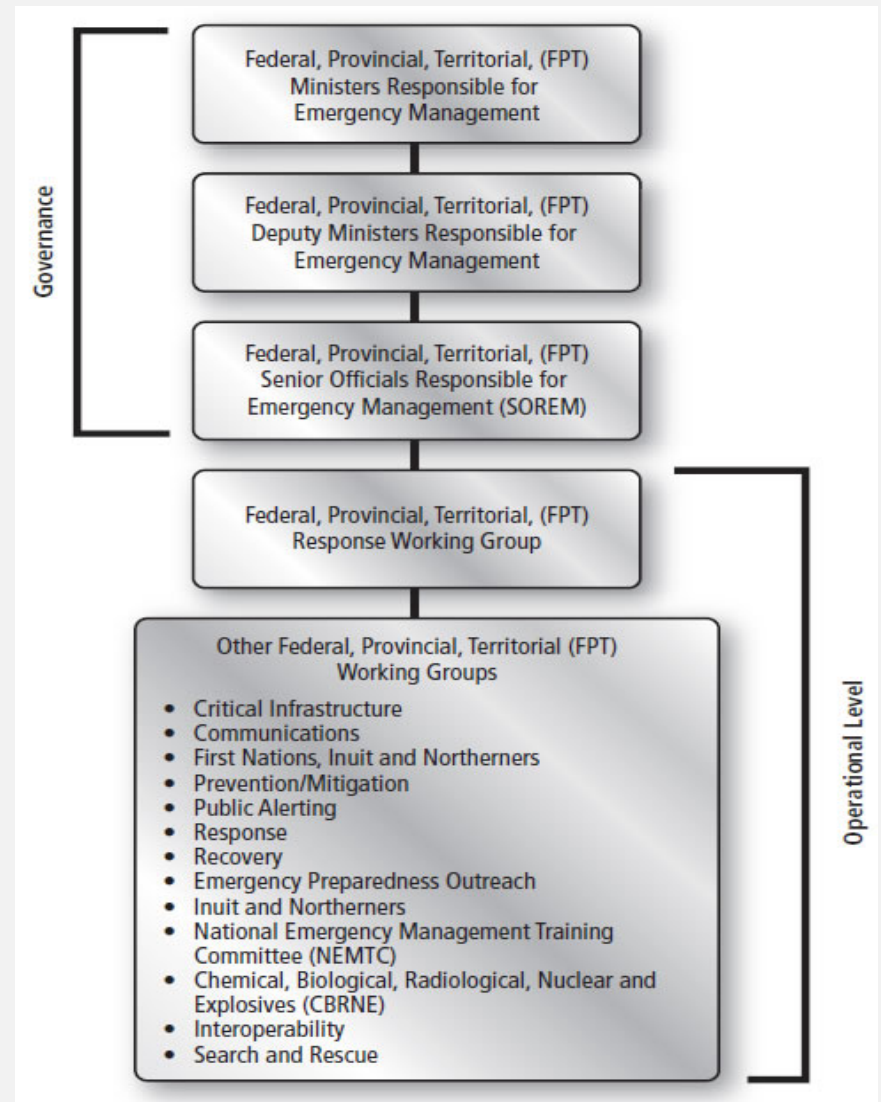 Federal, Provincial, Territorial, (FPT)
Ministers Responsible for
Emergency Management
Governance
Federal, Provincial, Territorial, (FPT)
Deputy Ministers Responsible for
Emergency Management
Federal, Provincial, Territorial, (FPT)
Senior Officials Responsible for
Emergency Management (SOREM)
Federal, Provincial, Territorial, (FPT)
Response Working Group
Operational Level
Other Federal, Provincial, Territorial (FPT)
Working Groups
• Critical Infrastructure
• Communications
• First Nations, Inuit and Northerners
• Prevention/Mitigation
• Public Alerting
• Response
• Recovery
• Emergency Preparedness Outreach
• Inuit and Northerners
• National Emergency Management Training
Committee (NEMTC)
• Chemical, Biological, Radiological, Nuclear and
Explosives (CBRNE)
• Interoperability
• Search and Rescue